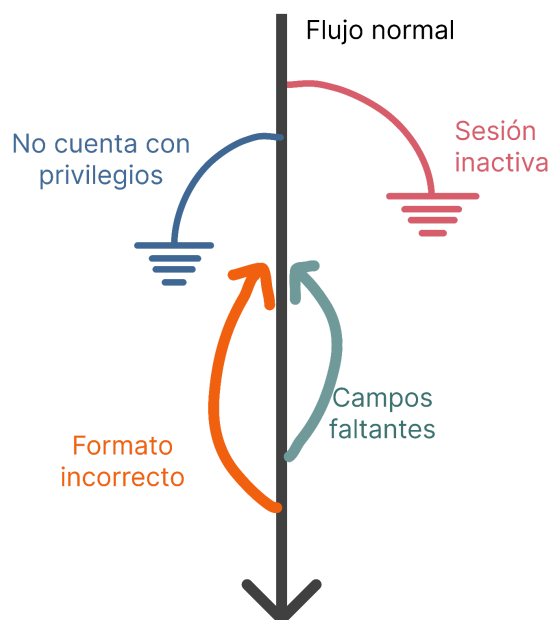 Flujo normal
Sesión
inactiva
No cuenta con
privilegios
Campos
faltantes
Formato
incorrecto